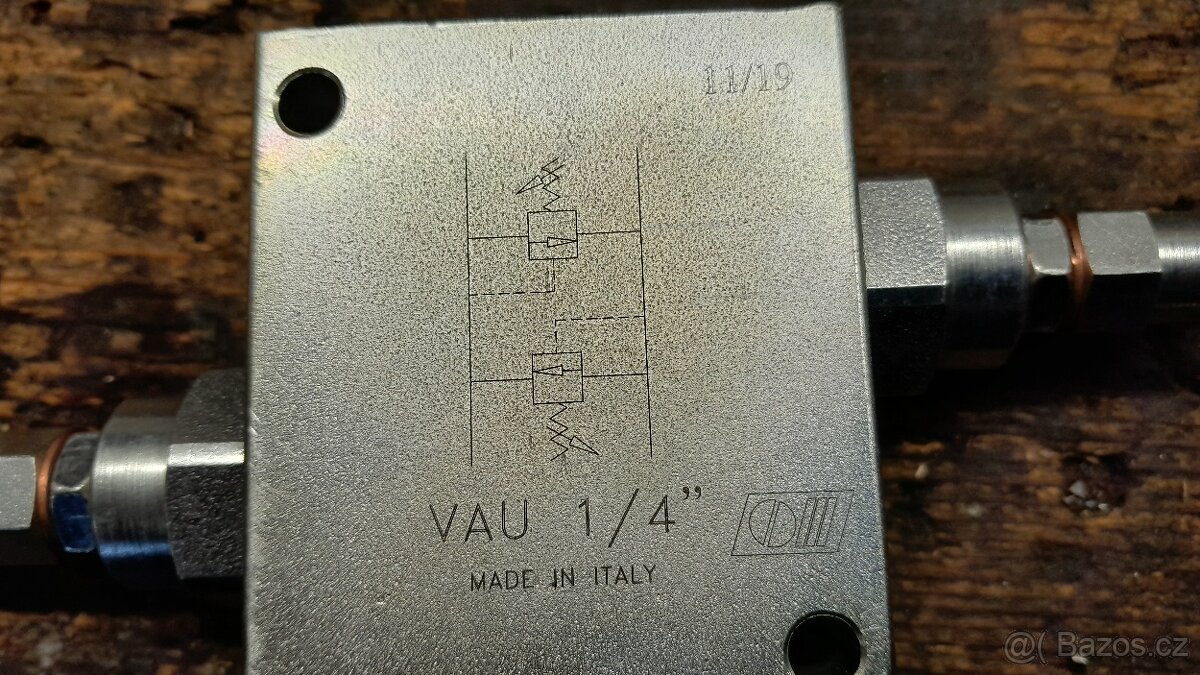 11/19
VAU 1/4"
MADE IN ITALY
@( Bazos.cz